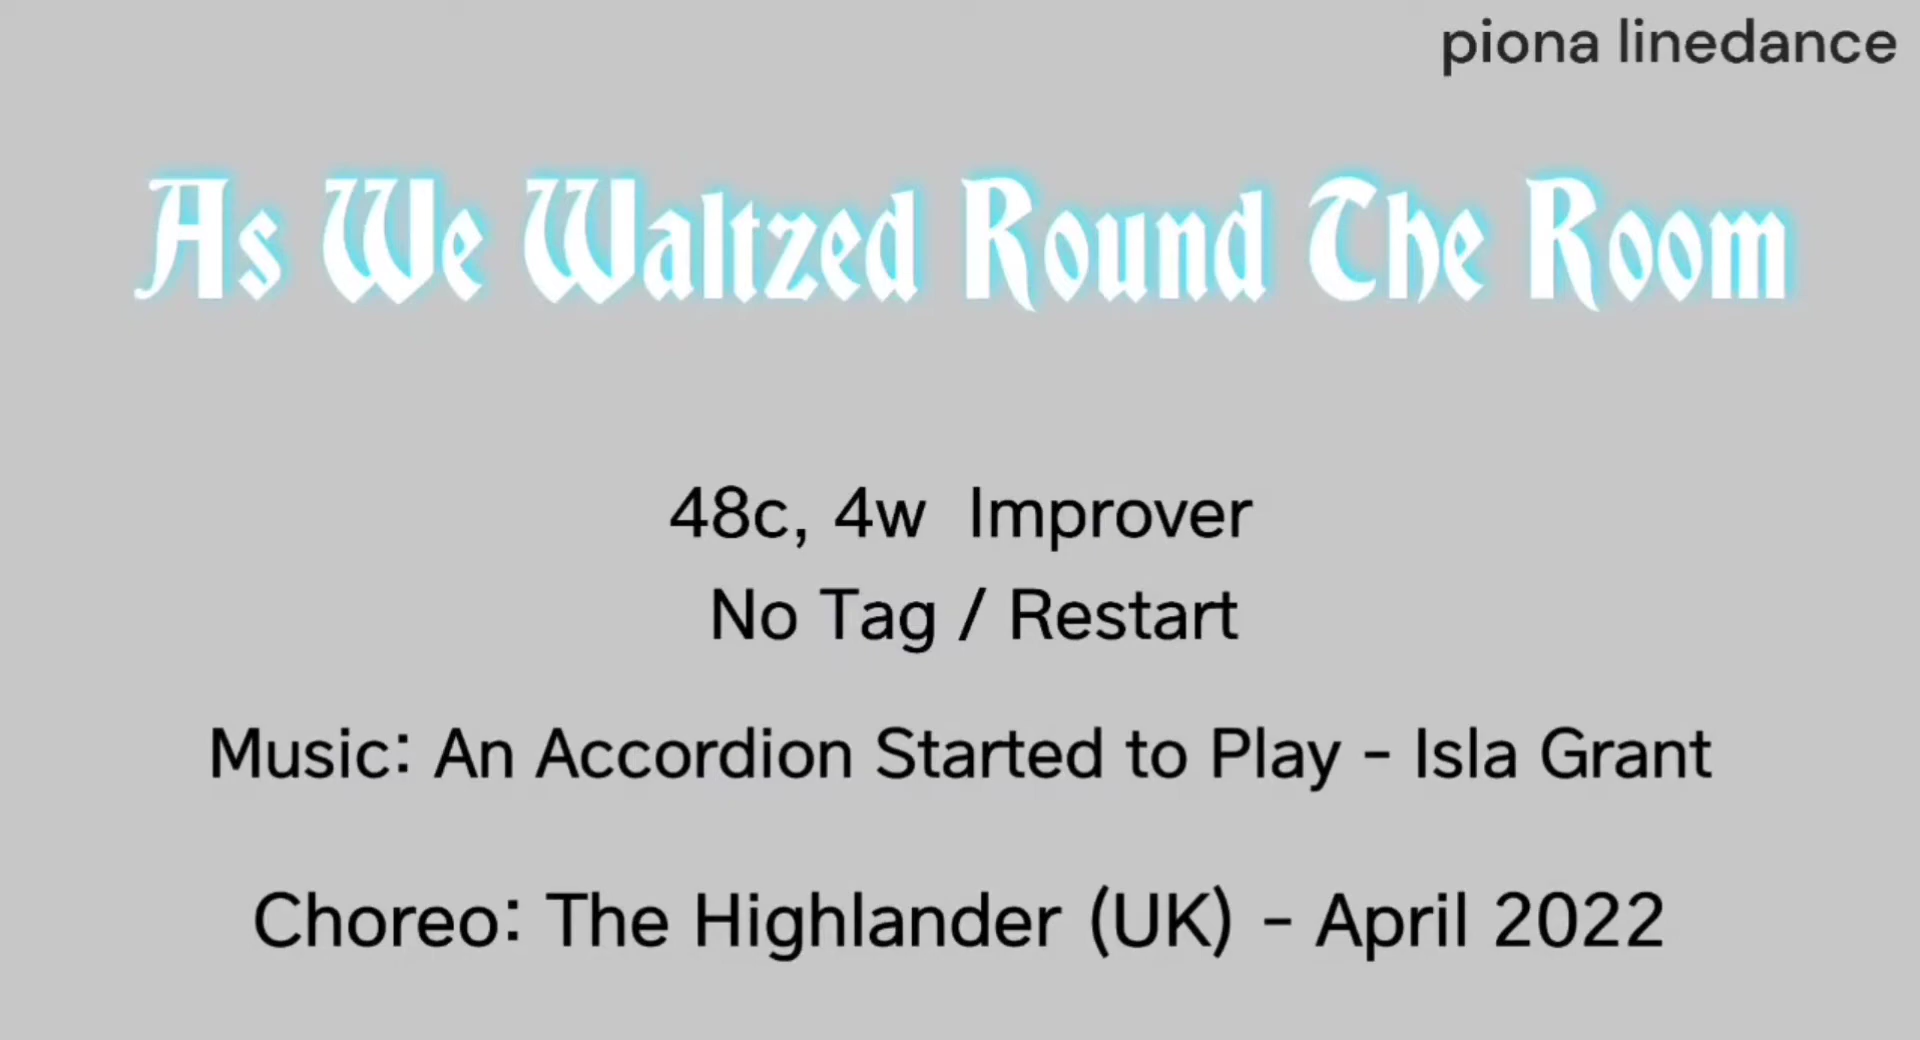 piona linedance
As We Waltzed Round The Room
48c, 4w Improver
No Tag / Restart
Music: An Accordion Started to Play - Isla Grant
Choreo: The Highlander (UK) - April 2022